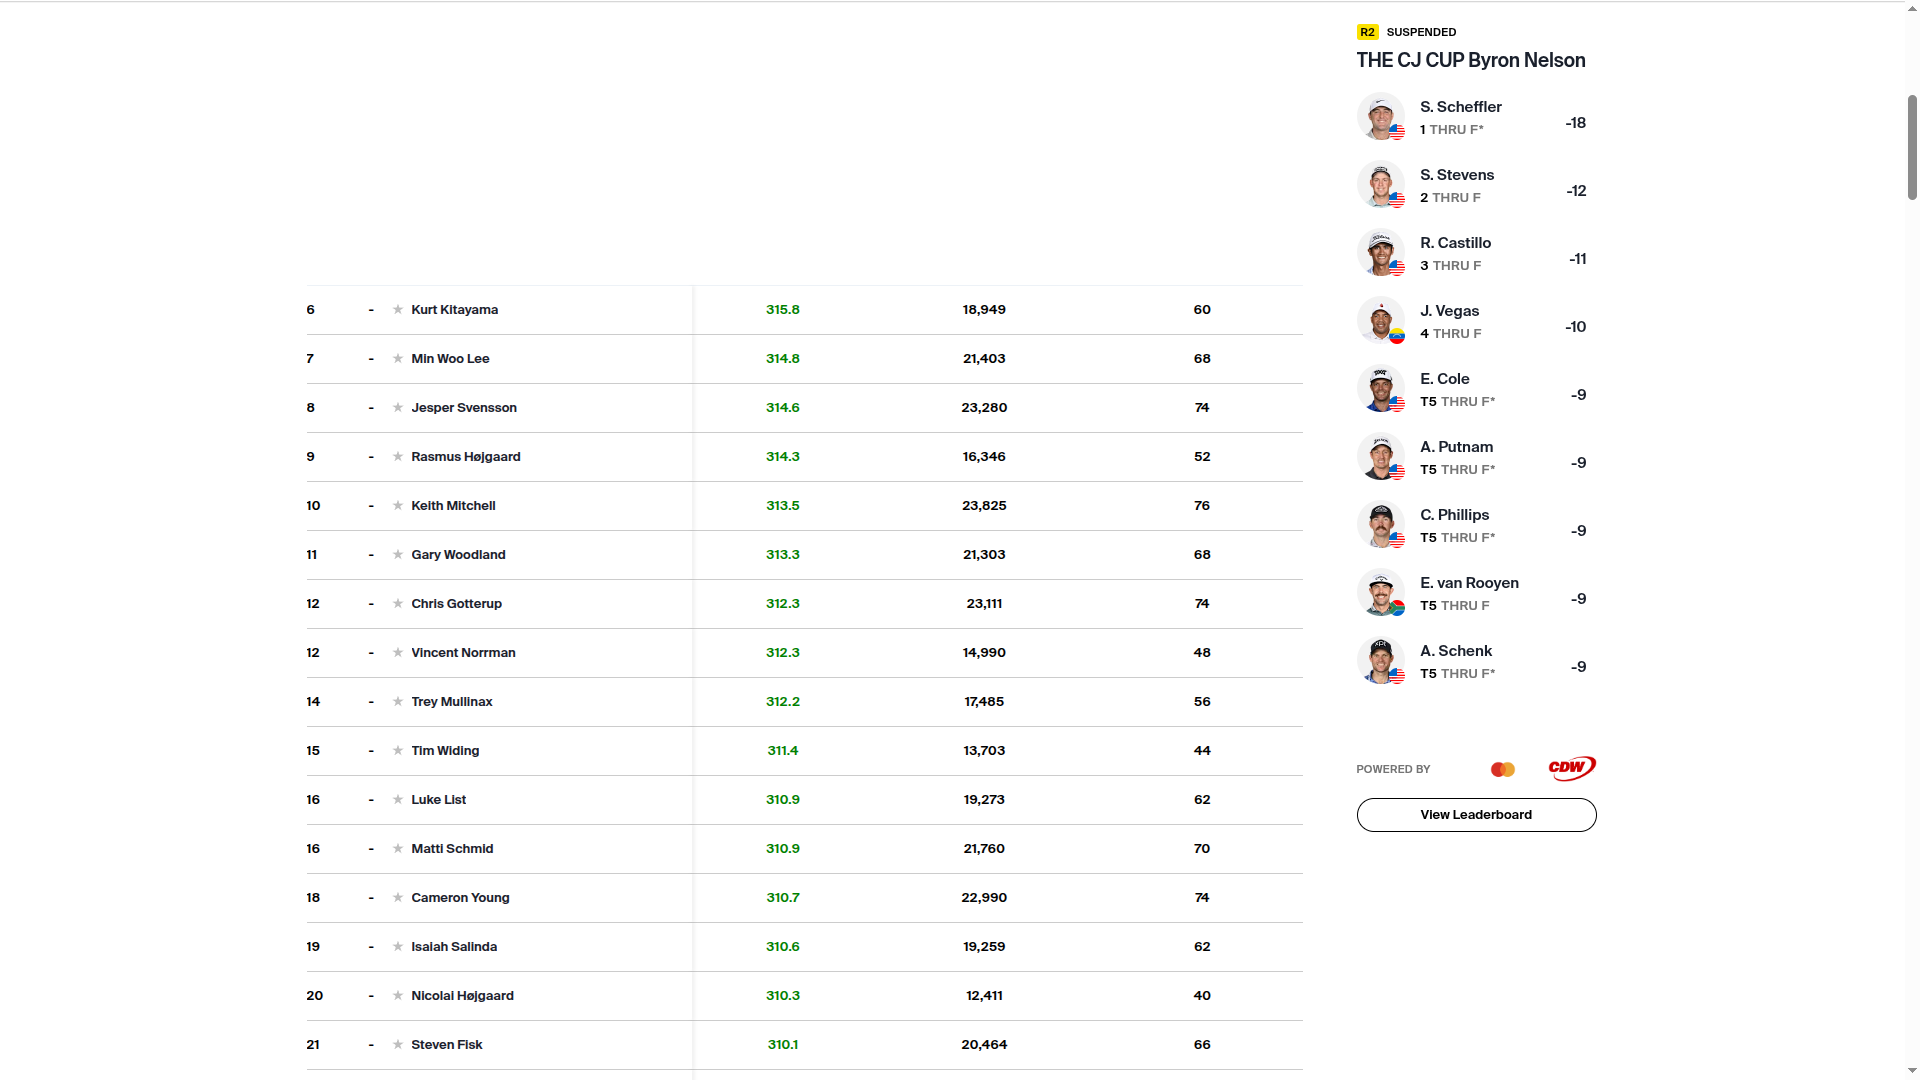 6 - ★ Kurt Kitayama 315.8 18,949 60
7 - ★ Min Woo Lee 314.8 21,403 68
8 - ★ Jesper Svensson 314.6 23,280 74
9 - ★ Rasmus Højgaard 314.3 16,346 52
10 - ★ Keith Mitchell 313.5 23,825 76
11 - ★ Gary Woodland 313.3 21,303 68
12 - ★ Chris Gotterup 312.3 23,111 74
12 - ★ Vincent Norrman 312.3 14,990 48
14 - ★ Trey Mullinax 312.2 17,485 56
15 - ★ Tim Widing 311.4 13,703 44
16 - ★ Luke List 310.9 19,273 62
16 - ★ Matti Schmid 310.9 21,760 70
18 - ★ Cameron Young 310.7 22,990 74
19 - ★ Isaiah Salinda 310.6 19,259 62
20 - ★ Nicolai Højgaard 310.3 12,411 40
21 - ★ Steven Fisk 310.1 20,464 66
R2 SUSPENDED
THE CJ CUP Byron Nelson
S. Scheffler
1 THRU F* -18
S. Stevens
2 THRU F -12
R. Castillo
3 THRU F -11
J. Vegas
4 THRU F -10
E. Cole
T5 THRU F* -9
A. Putnam
T5 THRU F* -9
C. Phillips
T5 THRU F* -9
E. van Rooyen
T5 THRU F -9
A. Schenk
T5 THRU F* -9
POWERED BY CDW
View Leaderboard